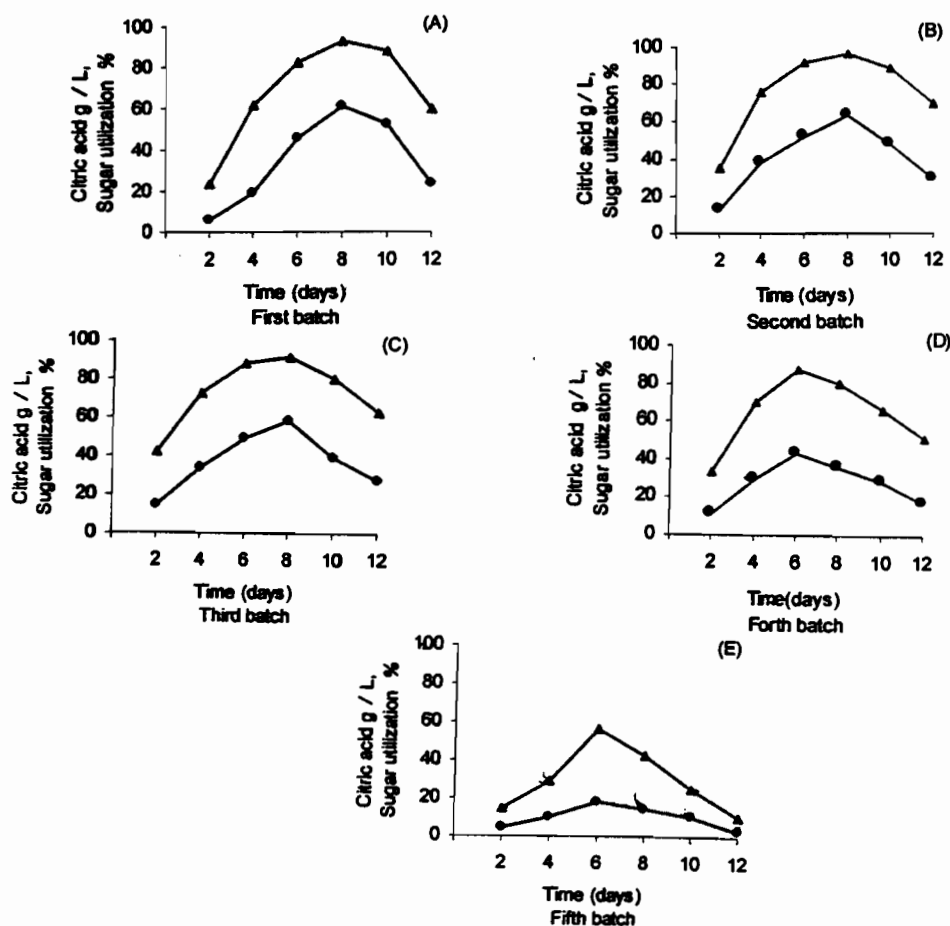 (A)
Citric acid g / L,
Sugar utilization %
100
80
60
40
20
0
2 4 6 8 10 12
Time (days)
First batch
(B)
Citric acid g / L,
Sugar utilization %
100
80
60
40
20
0
2 4 6 8 10 12
Time (days)
Second batch
(C)
Citric acid g / L,
Sugar utilization %
100
80
60
40
20
0
2 4 6 8 10 12
Time (days)
Third batch
(D)
Citric acid g / L,
Sugar utilization %
100
80
60
40
20
0
2 4 6 8 10 12
Time(days)
Forth batch
(E)
Citric acid g / L,
Sugar utilization %
100
80
60
40
20
0
2 4 6 8 10 12
Time (days)
Fifth batch